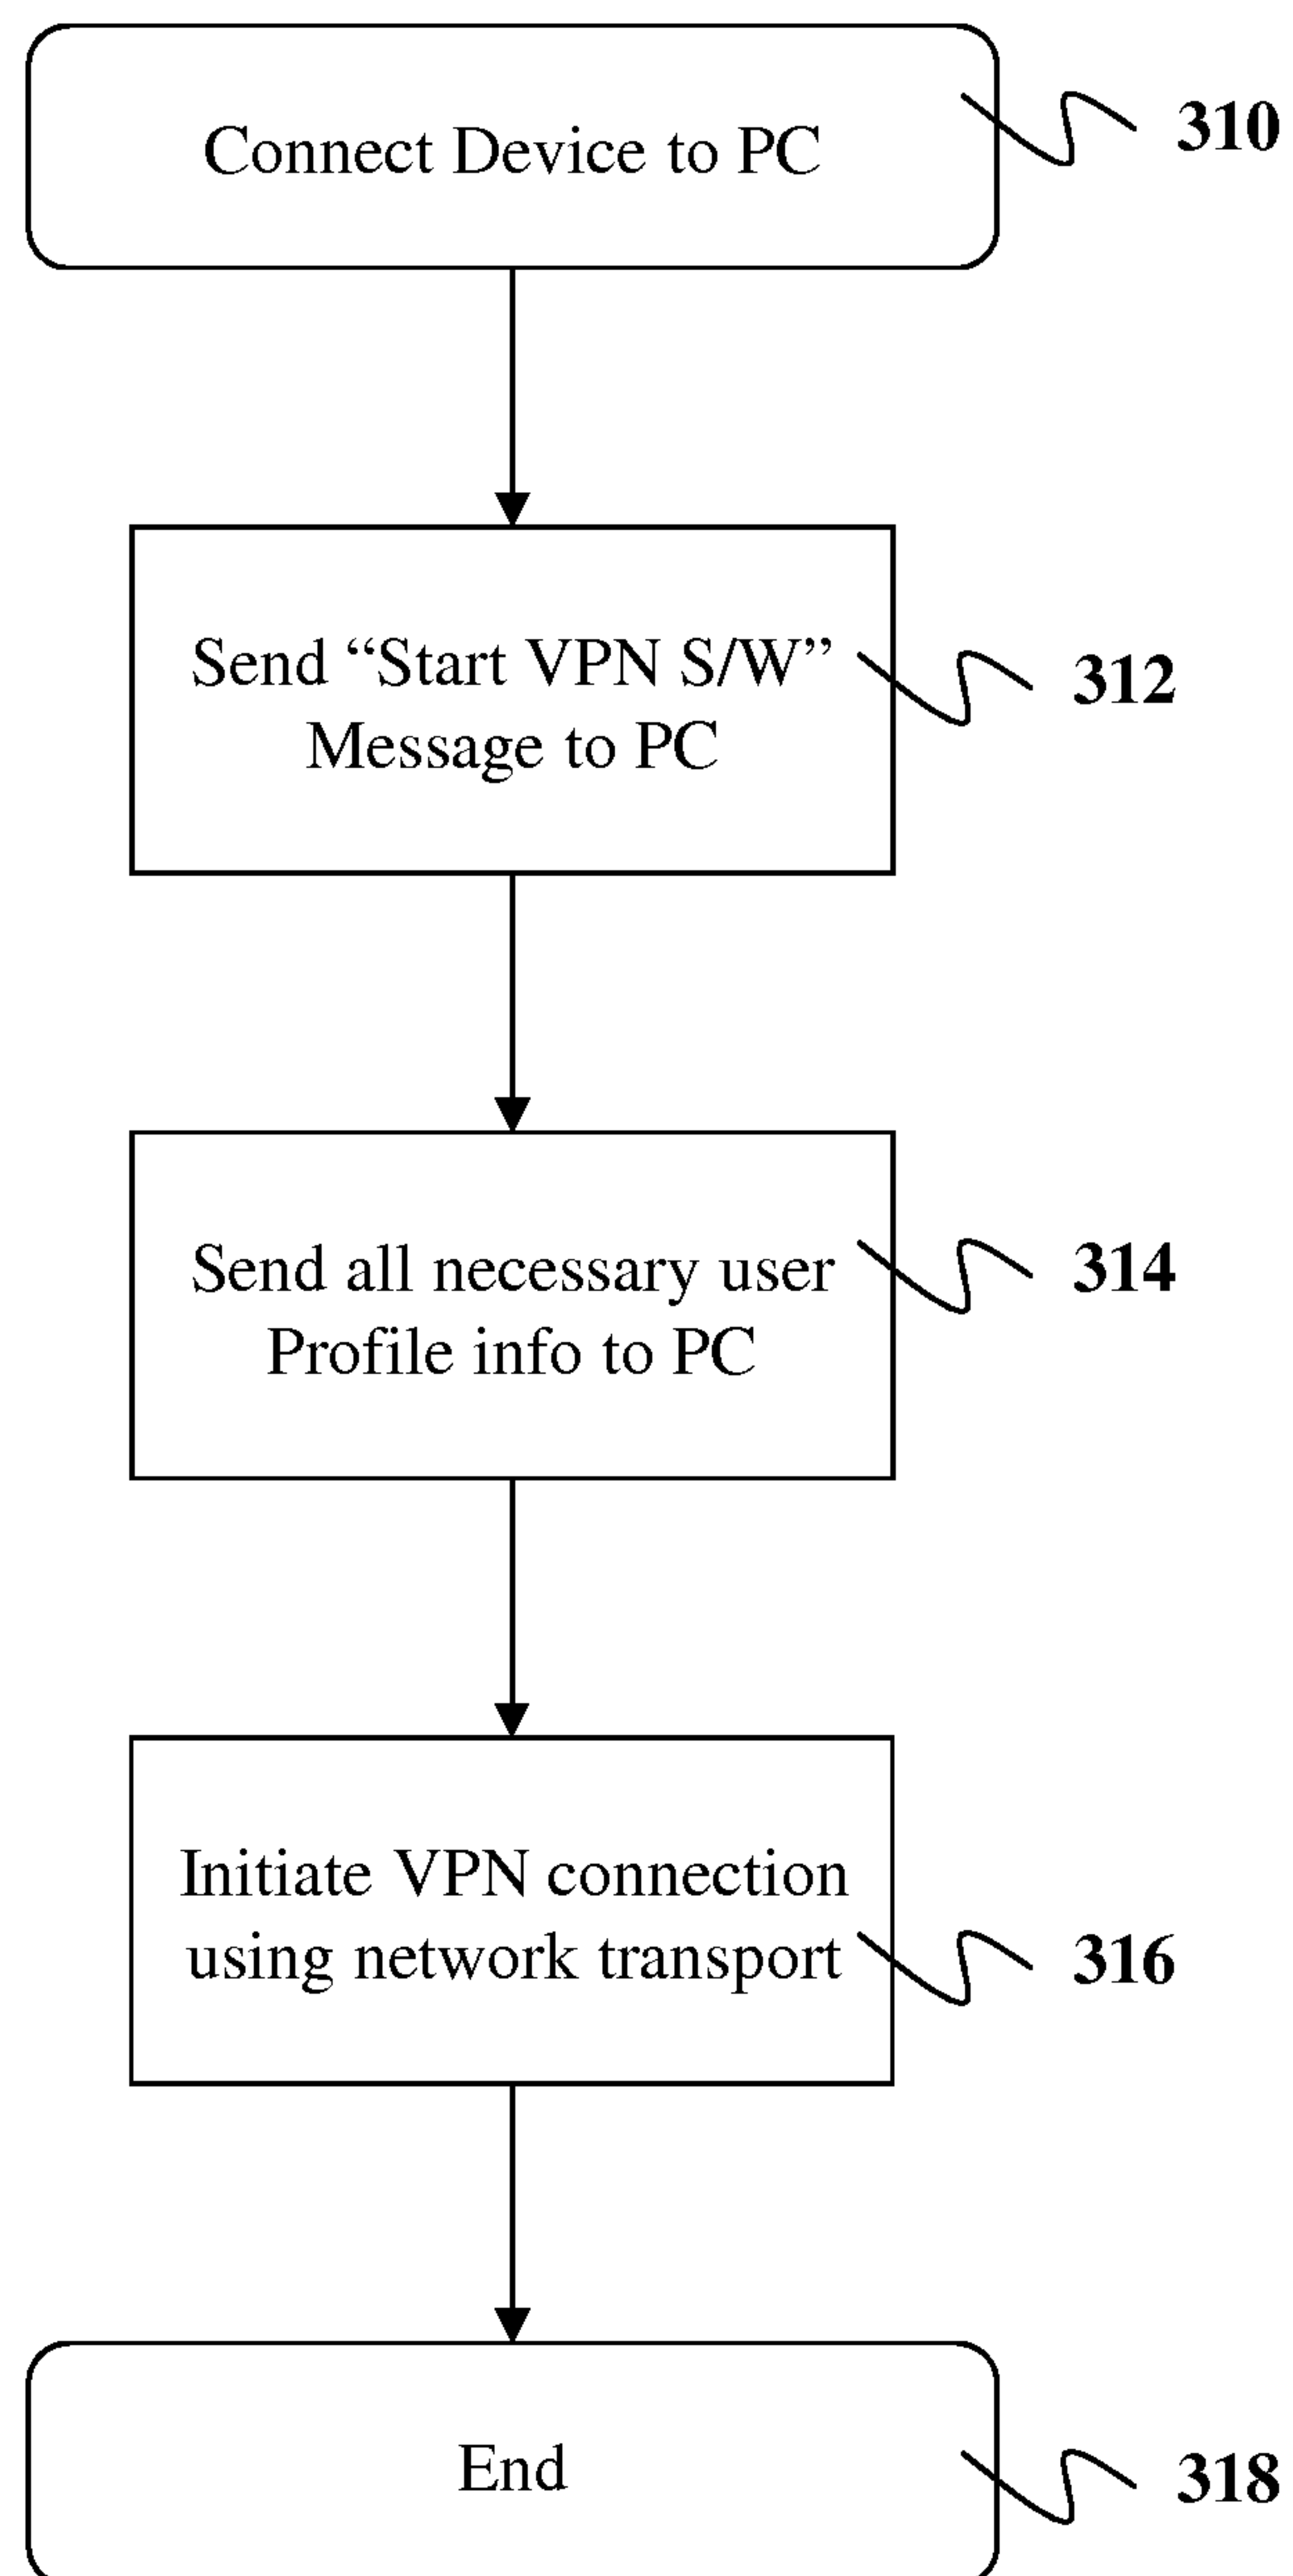 Connect Device to PC
310
Send “Start VPN S/W”
Message to PC
312
Send all necessary user
Profile info to PC
314
Initiate VPN connection
using network transport
316
End
318